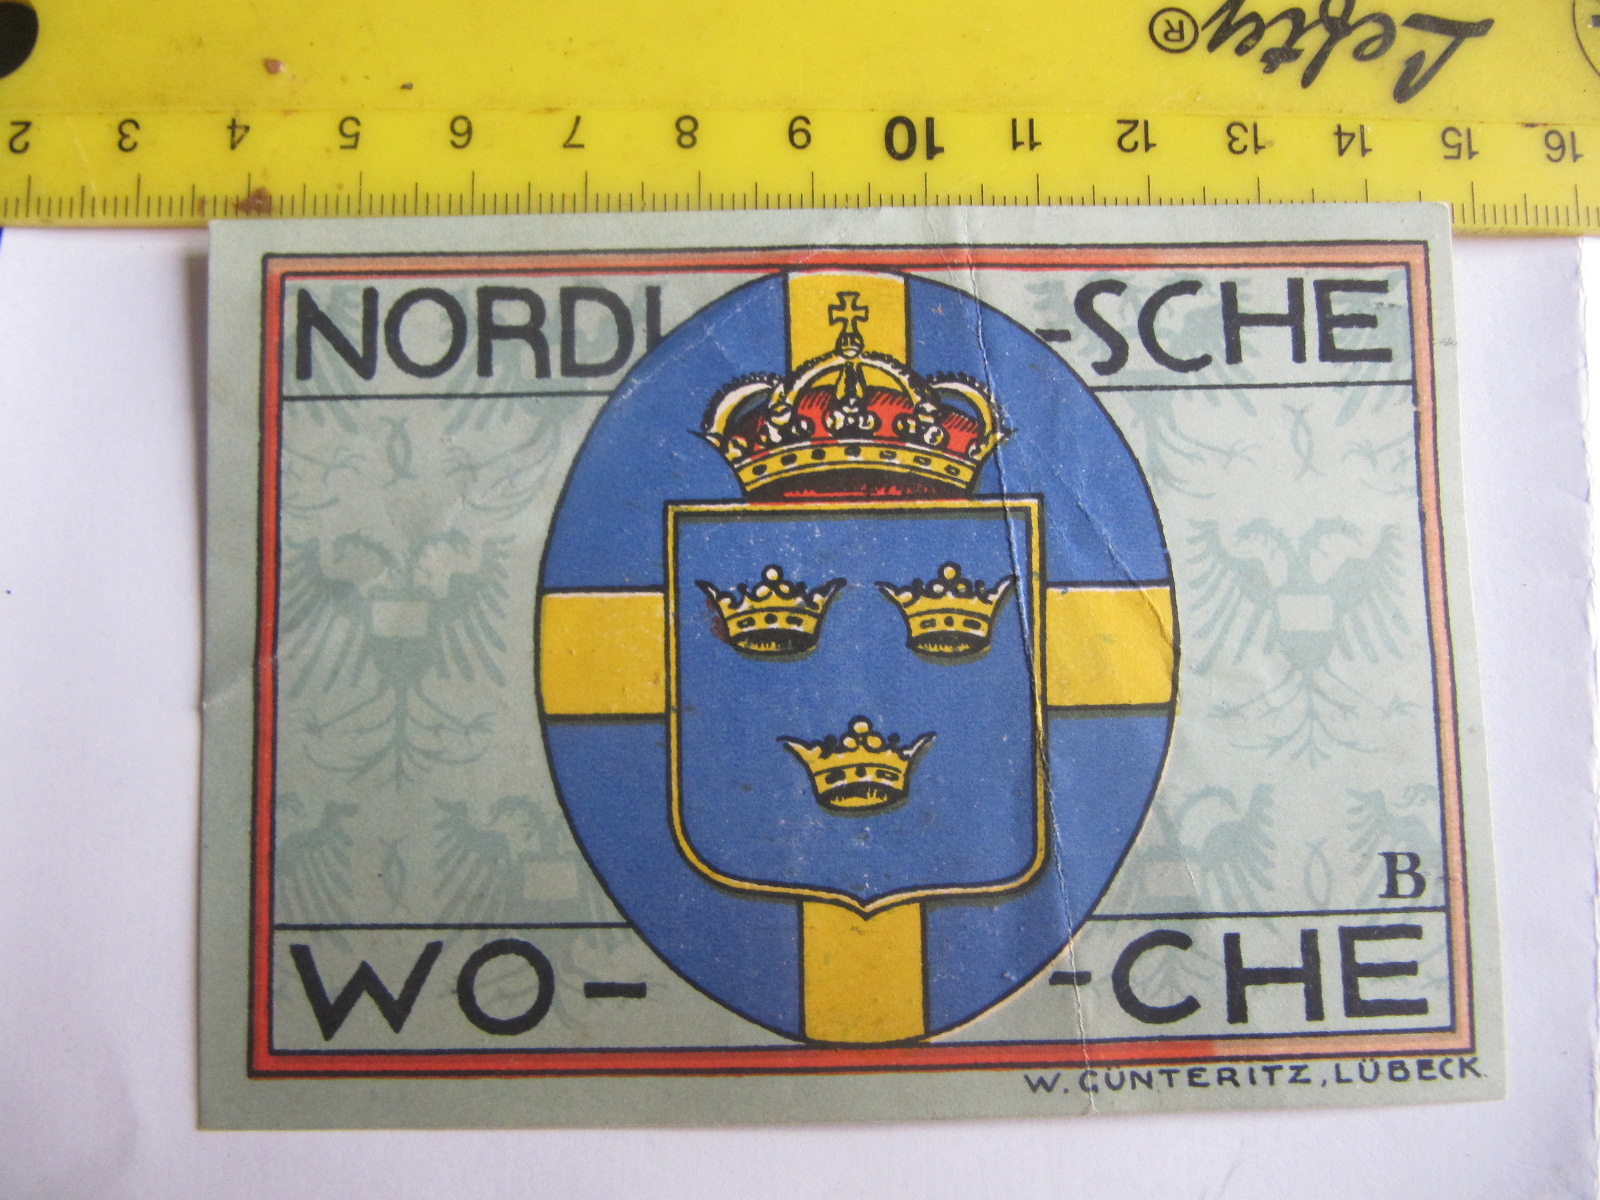 Lefty®
2 3 4 5 6 7 8 9 10 11 12 13 14 15 16
NORDI -SCHE
B
WO- -CHE
W. GÜNTERITZ, LÜBECK.